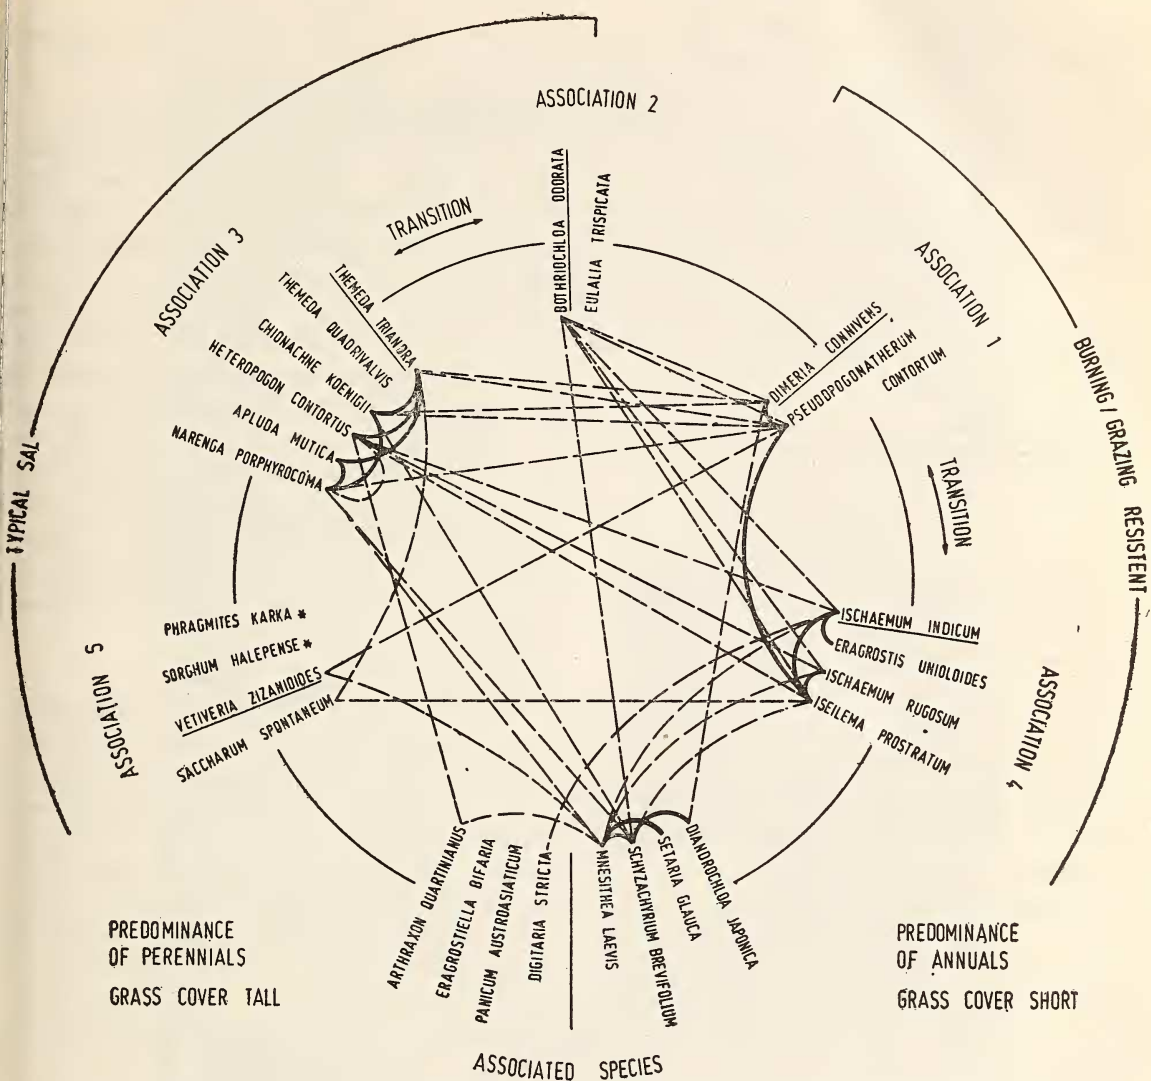 ASSOCIATION 2
BOTHRIOCHLOA ODORATA
EULALIA TRISPICATA
TRANSITION
ASSOCIATION 3
THEMEDA TRIANDRA
THEMEDA QUADRIVALVIS
CHIONACHNE KOENIGII
HETEROPOGON CONTORTUS
APLUDA MUTICA
NARENGA PORPHYROCOMA
TYPICAL SAL
ASSOCIATION 1
DIMERIA CONNIVENS
PSEUDOPOGONATHERUM
CONTORTUM
BURNING / GRAZING RESISTENT
TRANSITION
ISCHAEMUM INDICUM
ERAGROSTIS UNIOLOIDES
ISCHAEMUM RUGOSUM
ISEILEMA PROSTRATUM
ASSOCIATION 4
PHRAGMITES KARKA *
SORGHUM HALEPENSE *
VETIVERIA ZIZANIOIDES
SACCHARUM SPONTANEUM
ASSOCIATION 5
ARTHRAXON QUARTINIANUS
ERAGROSTIELLA BIFARIA
PANICUM AUSTROASIATICUM
DIGITARIA STRICTA
MNESITHEA LAEVIS
SCHYZACHYRIUM BREVIFOLIUM
SETARIA GLAUCA
DIANDROCHLOA JAPONICA
PREDOMINANCE
OF PERENNIALS
GRASS COVER TALL
PREDOMINANCE
OF ANNUALS
GRASS COVER SHORT
ASSOCIATED SPECIES